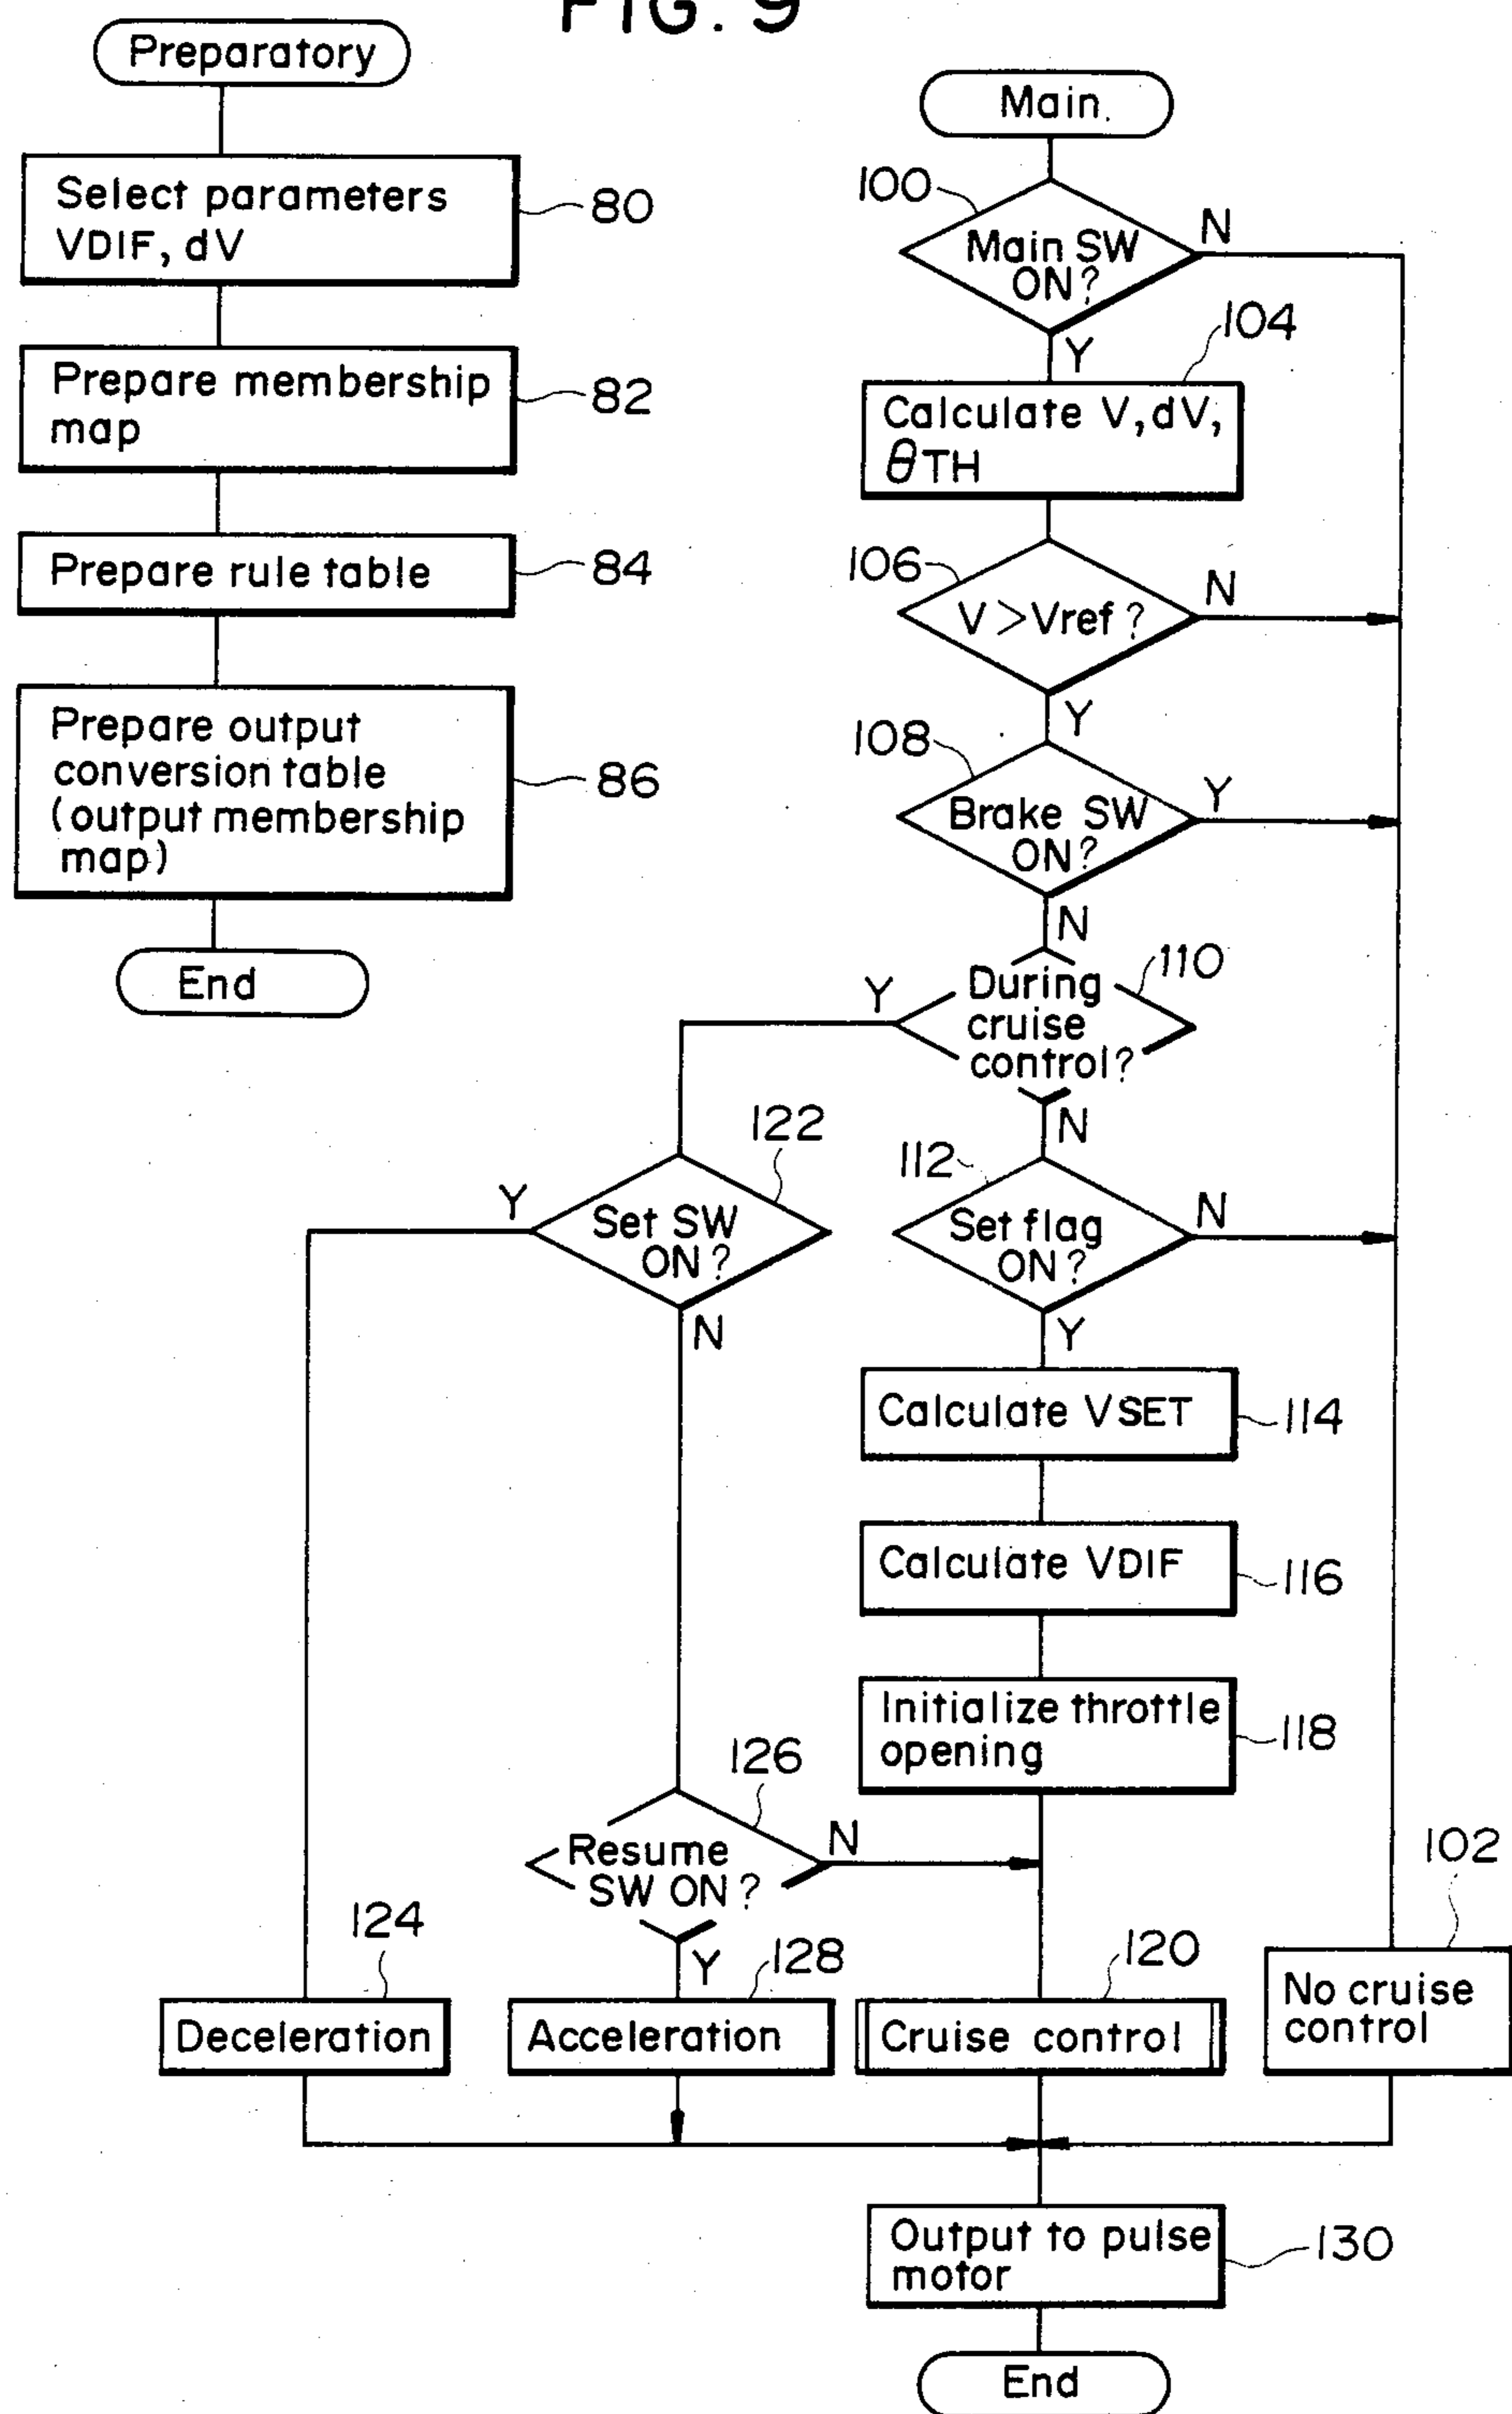 FIG. 9
Preparatory
Select parameters
VDIF, dV
80
Prepare membership
map
82
Prepare rule table
84
Prepare output
conversion table
(output membership
map)
86
End
Main.
100
Main SW
ON?
N
Y
104
Calculate V, dV,
θTH
106
V > Vref ?
N
Y
108
Brake SW
ON?
Y
N
110
During
cruise
control?
Y
N
122
Set SW
ON?
Y
N
112
Set flag
ON?
N
Y
Calculate VSET
114
Calculate VDIF
116
Initialize throttle
opening
118
126
Resume
SW ON?
N
Y
102
No cruise
control
124
Deceleration
128
Acceleration
120
Cruise control
Output to pulse
motor
130
End